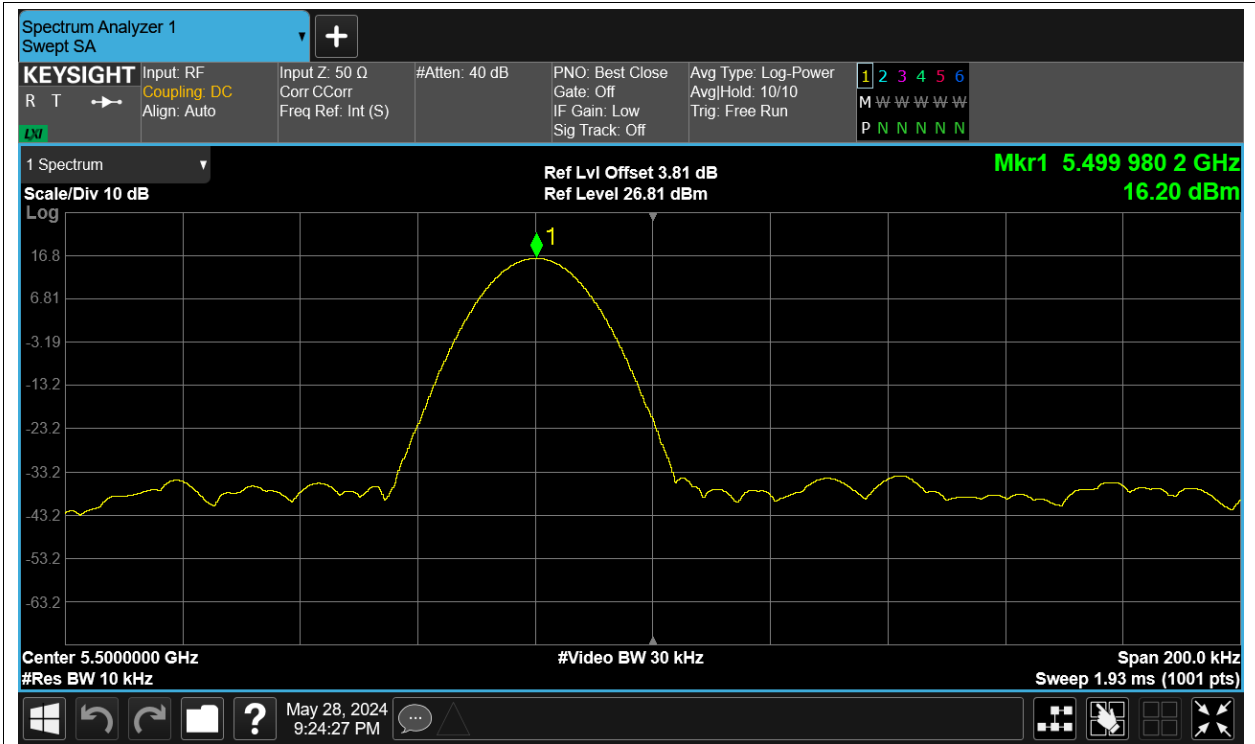 Spectrum Analyzer 1
Swept SA
KEYSIGHT
R T
LXI
Input: RF
Coupling: DC
Align: Auto
Input Z: 50 Ω
Corr CCorr
Freq Ref: Int (S)
#Atten: 40 dB
PNO: Best Close
Gate: Off
IF Gain: Low
Sig Track: Off
Avg Type: Log-Power
Avg|Hold: 10/10
Trig: Free Run
1 2 3 4 5 6
M W W W W W
P N N N N N
1 Spectrum
Scale/Div 10 dB
Log
Ref Lvl Offset 3.81 dB
Ref Level 26.81 dBm
Mkr1 5.499 980 2 GHz
16.20 dBm
1
16.8
6.81
-3.19
-13.2
-23.2
-33.2
-43.2
-53.2
-63.2
Center 5.5000000 GHz
#Res BW 10 kHz
#Video BW 30 kHz
Span 200.0 kHz
Sweep 1.93 ms (1001 pts)
?
May 28, 2024
9:24:27 PM